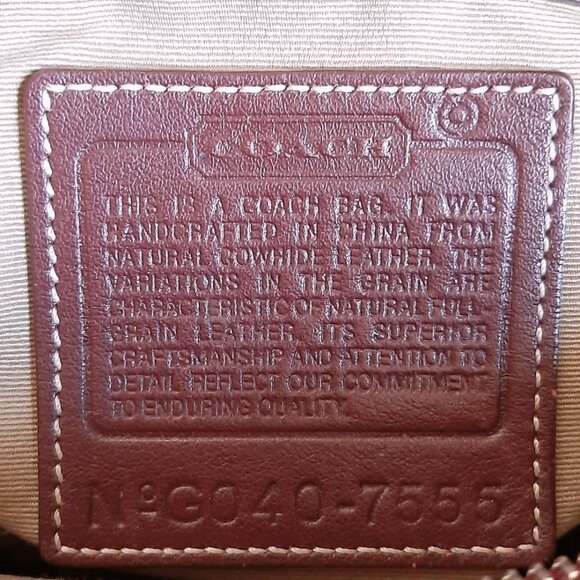 COACH
®
THIS IS A COACH BAG. IT WAS
HANDCRAFTED IN CHINA FROM
NATURAL COWHIDE LEATHER. THE
VARIATIONS IN THE GRAIN ARE
CHARACTERISTIC OF NATURAL FULL-
GRAIN LEATHER. ITS SUPERIOR
CRAFTSMANSHIP AND ATTENTION TO
DETAIL REFLECT OUR COMMITMENT
TO ENDURING QUALITY.
NºG040-7555